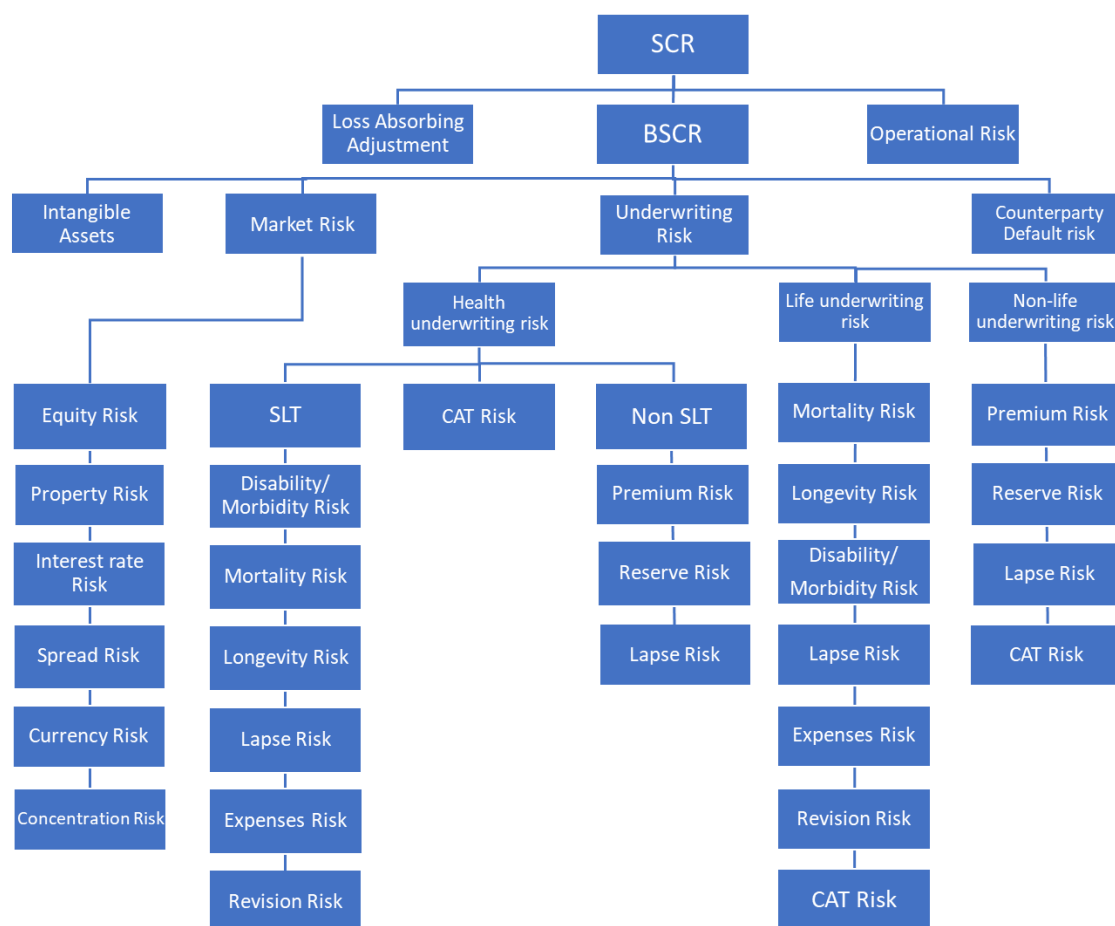 SCR
Loss Absorbing
Adjustment
BSCR
Operational Risk
Intangible
Assets
Market Risk
Underwriting
Risk
Counterparty
Default risk
Health
underwriting risk
Life underwriting
risk
Non-life
underwriting risk
Equity Risk
Property Risk
Interest rate
Risk
Spread Risk
Currency Risk
Concentration Risk
SLT
Disability/
Morbidity Risk
Mortality Risk
Longevity Risk
Lapse Risk
Expenses Risk
Revision Risk
CAT Risk
Non SLT
Premium Risk
Reserve Risk
Lapse Risk
Mortality Risk
Longevity Risk
Disability/
Morbidity Risk
Lapse Risk
Expenses Risk
Revision Risk
CAT Risk
Premium Risk
Reserve Risk
Lapse Risk
CAT Risk